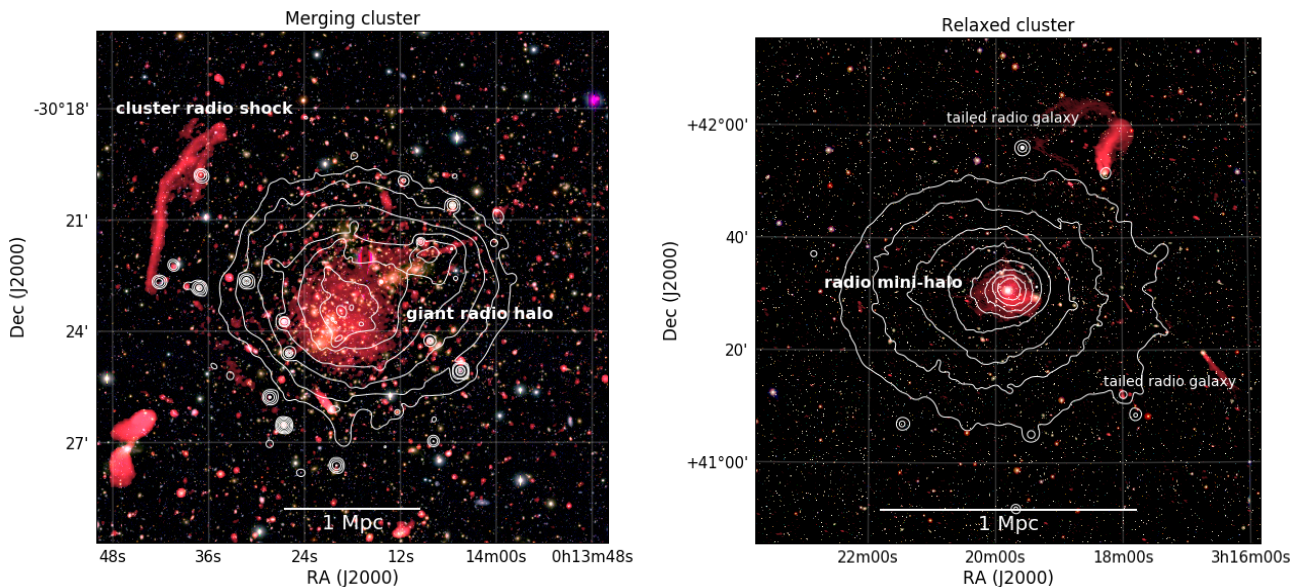 Merging cluster
cluster radio shock
giant radio halo
1 Mpc
-30°18'
21'
24'
27'
Dec (J2000)
48s 36s 24s 12s 14m00s 0h13m48s
RA (J2000)
Relaxed cluster
tailed radio galaxy
radio mini-halo
tailed radio galaxy
1 Mpc
+42°00'
40'
20'
+41°00'
Dec (J2000)
22m00s 20m00s 18m00s 3h16m00s
RA (J2000)